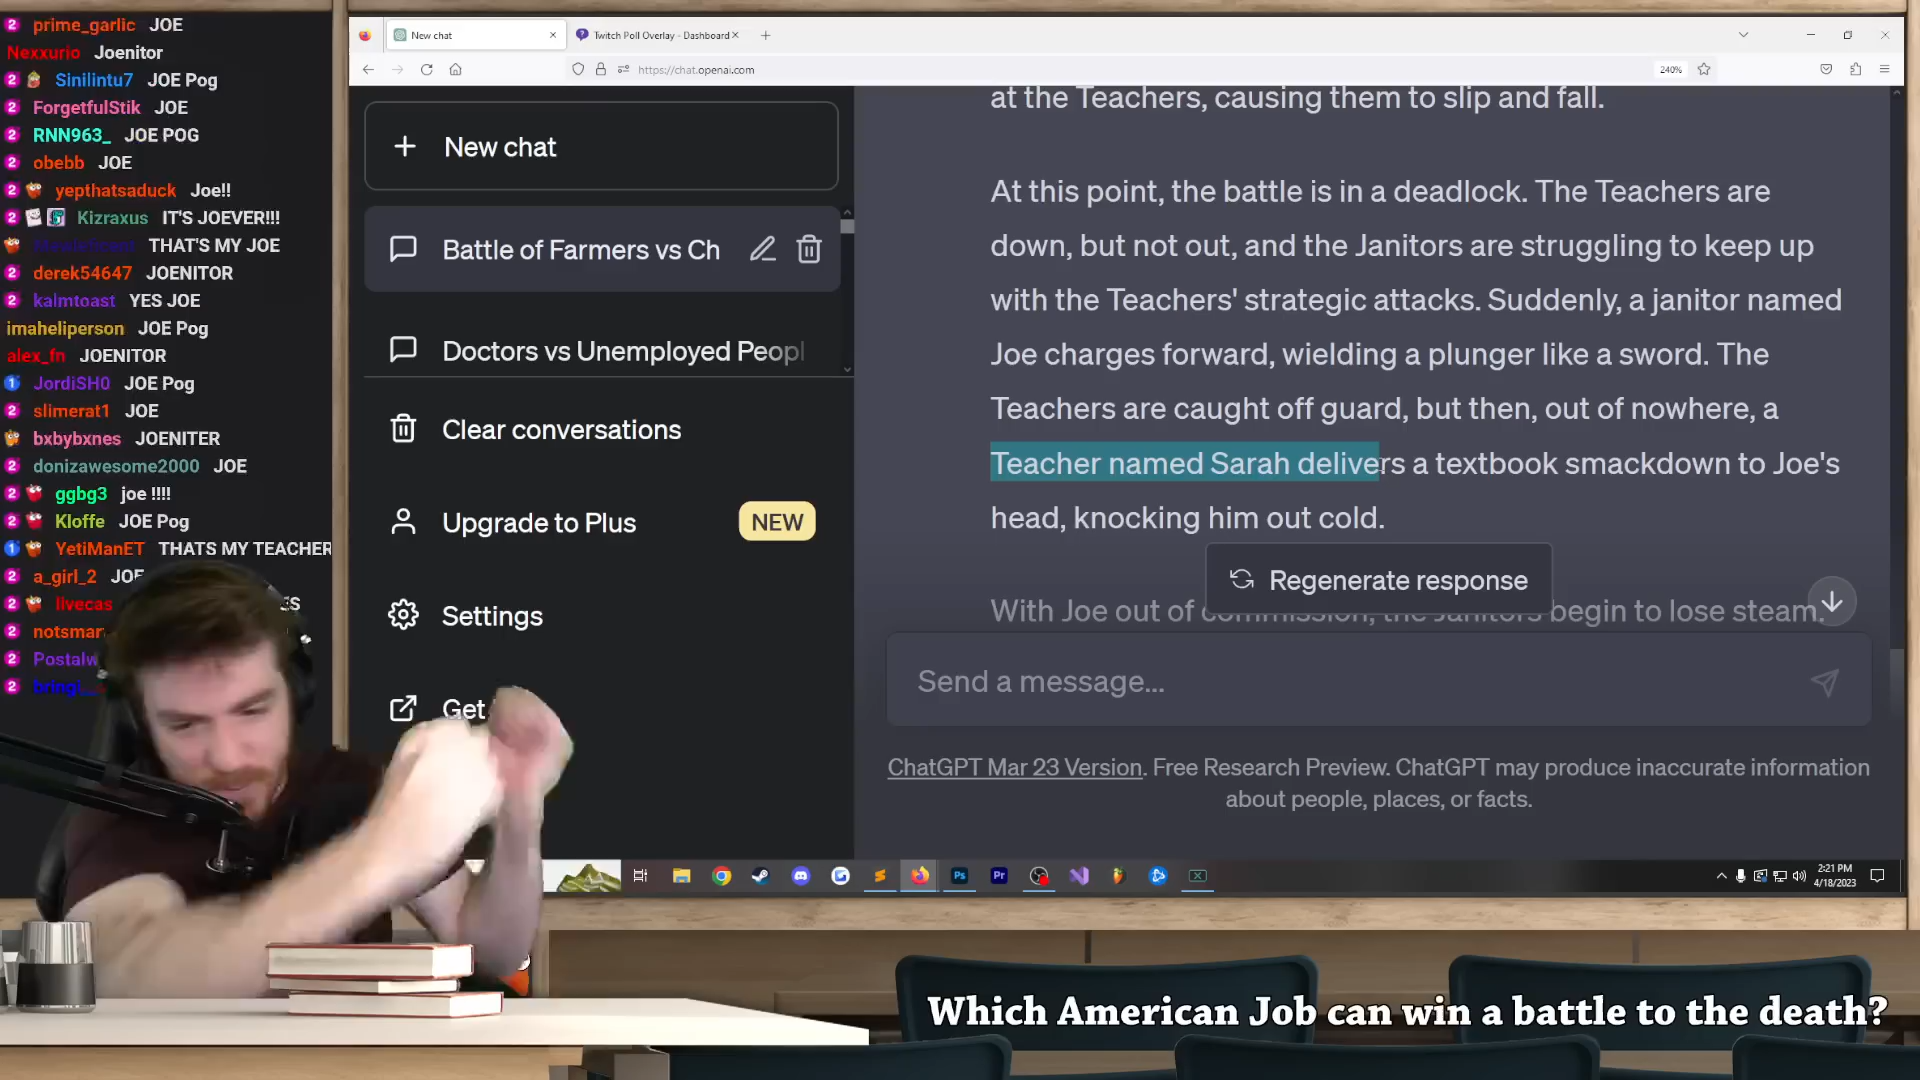 prime_garlic JOE
Nexxurio Joenitor
Sinilintu7 JOE Pog
ForgetfulStik JOE
RNN963_ JOE POG
obebb JOE
yepthatsaduck Joe!!
Kizraxus IT'S JOEVER!!!
THAT'S MY JOE
derek54647 JOENITOR
kalmtoast YES JOE
imaheliperson JOE Pog
alex_fn JOENITOR
JordiSH0 JOE Pog
slimerat1 JOE
bxbybxnes JOENITER
donizawesome2000 JOE
ggbg3 joe !!!!
Kloffe JOE Pog
YetiManET THATS MY TEACHER
a_girl_2 JOE
livecas
notsmar
Postalw
bringi_
New chat
Twitch Poll Overlay - Dashboard
https://chat.openai.com
240%
New chat
Battle of Farmers vs Ch
Doctors vs Unemployed Peopl
Clear conversations
Upgrade to Plus NEW
Settings
Get
at the Teachers, causing them to slip and fall.
At this point, the battle is in a deadlock. The Teachers are
down, but not out, and the Janitors are struggling to keep up
with the Teachers' strategic attacks. Suddenly, a janitor named
Joe charges forward, wielding a plunger like a sword. The
Teachers are caught off guard, but then, out of nowhere, a
Teacher named Sarah delivers a textbook smackdown to Joe's
head, knocking him out cold.
Regenerate response
With Joe out of commission, the Janitors begin to lose steam.
Send a message...
ChatGPT Mar 23 Version. Free Research Preview. ChatGPT may produce inaccurate information
about people, places, or facts.
Ps
Pr
2:21 PM
4/18/2023
Which American Job can win a battle to the death?